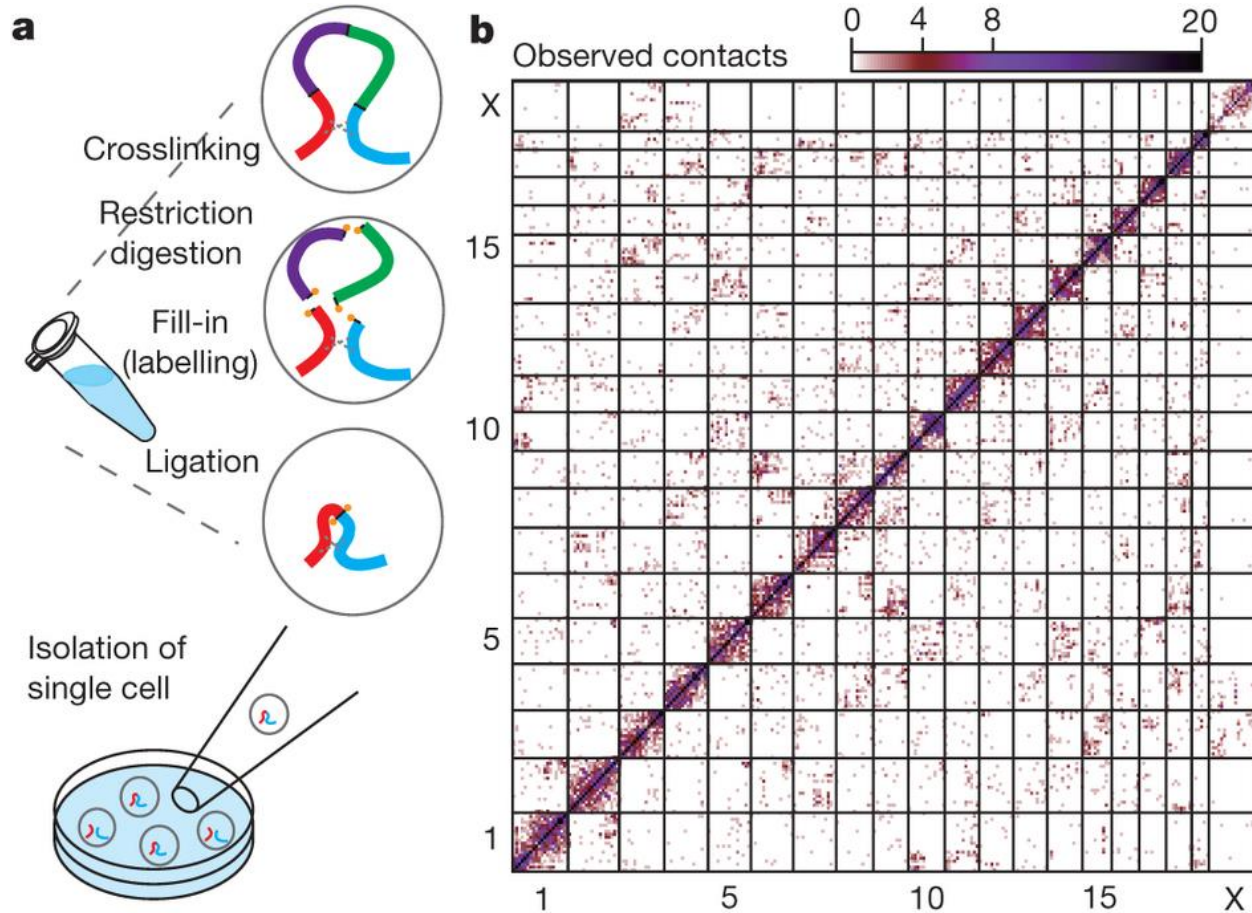 a
Crosslinking
Restriction
digestion
Fill-in
(labelling)
Ligation
Isolation of
single cell
b
0 4 8 20
Observed contacts
X
15
10
5
1
1 5 10 15 X